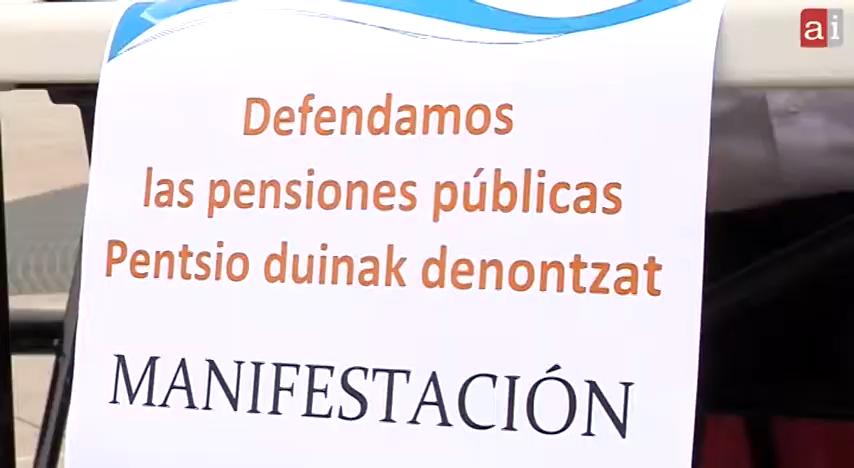 ai
Defendamos
las pensiones públicas
Pentsio duinak denontzat
MANIFESTACIÓN